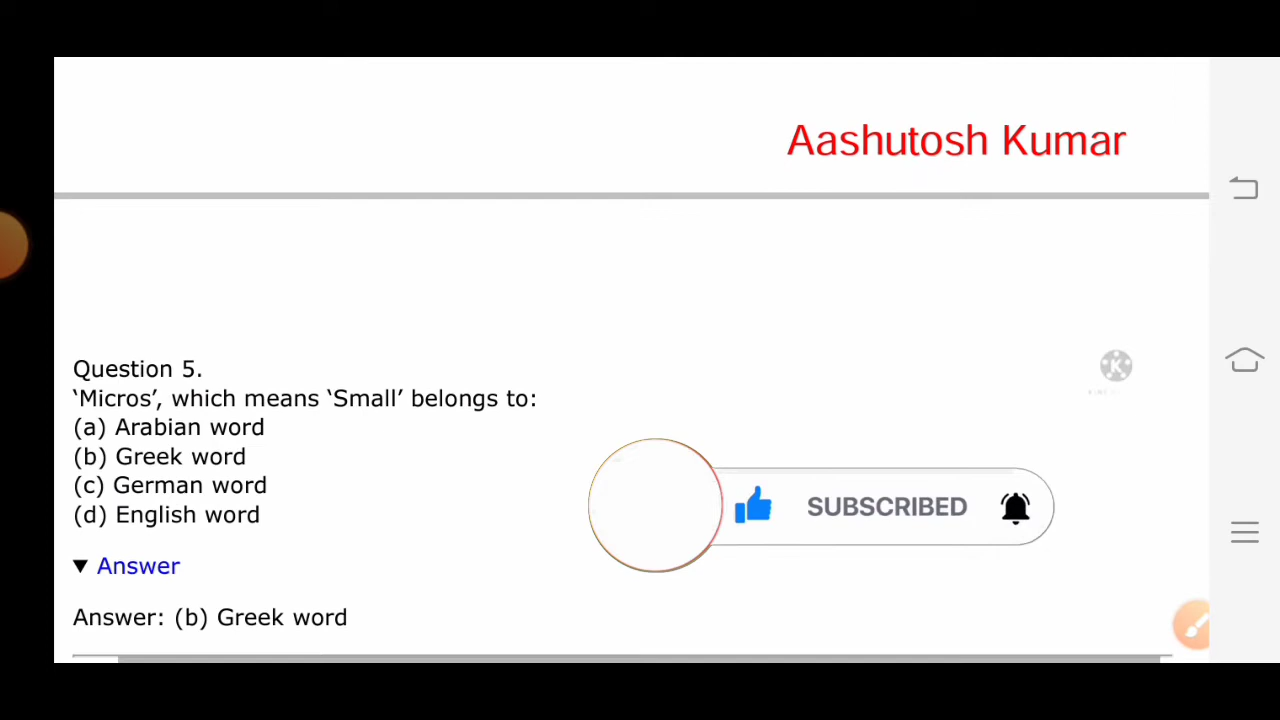 Aashutosh Kumar
Question 5.
‘Micros’, which means ‘Small’ belongs to:
(a) Arabian word
(b) Greek word
(c) German word
(d) English word
SUBSCRIBED
▼ Answer
Answer: (b) Greek word
K